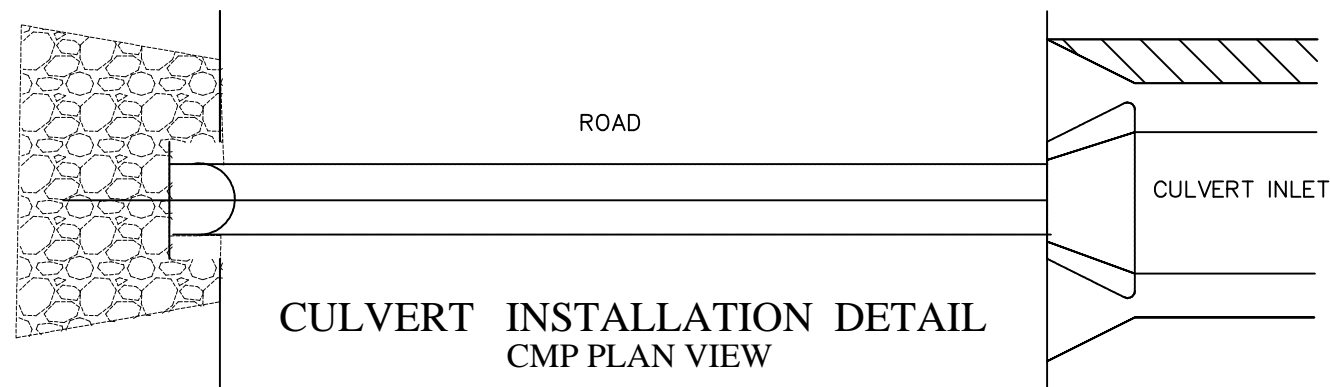 ROAD
CULVERT INLET
CULVERT INSTALLATION DETAIL
CMP PLAN VIEW